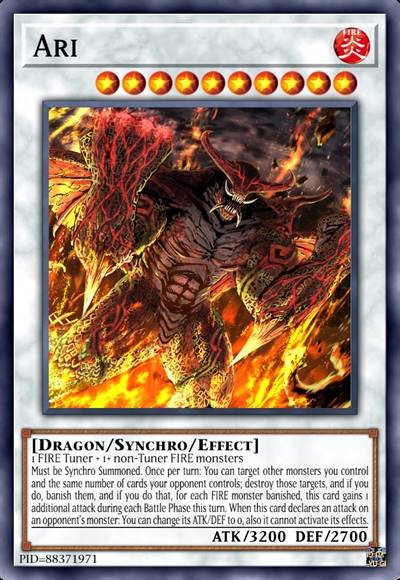 Ari
FIRE
炎
[Dragon/Synchro/Effect]
1 FIRE Tuner + 1+ non-Tuner FIRE monsters
Must be Synchro Summoned. Once per turn: You can target other monsters you control
and the same number of cards your opponent controls; destroy those targets, and if you
do, banish them, and if you do that, for each FIRE monster banished, this card gains 1
additional attack during each Battle Phase this turn. When this card declares an attack on
an opponent's monster: You can change its ATK/DEF to 0, also it cannot activate its effects.
ATK/3200 DEF/2700
PID=88371971